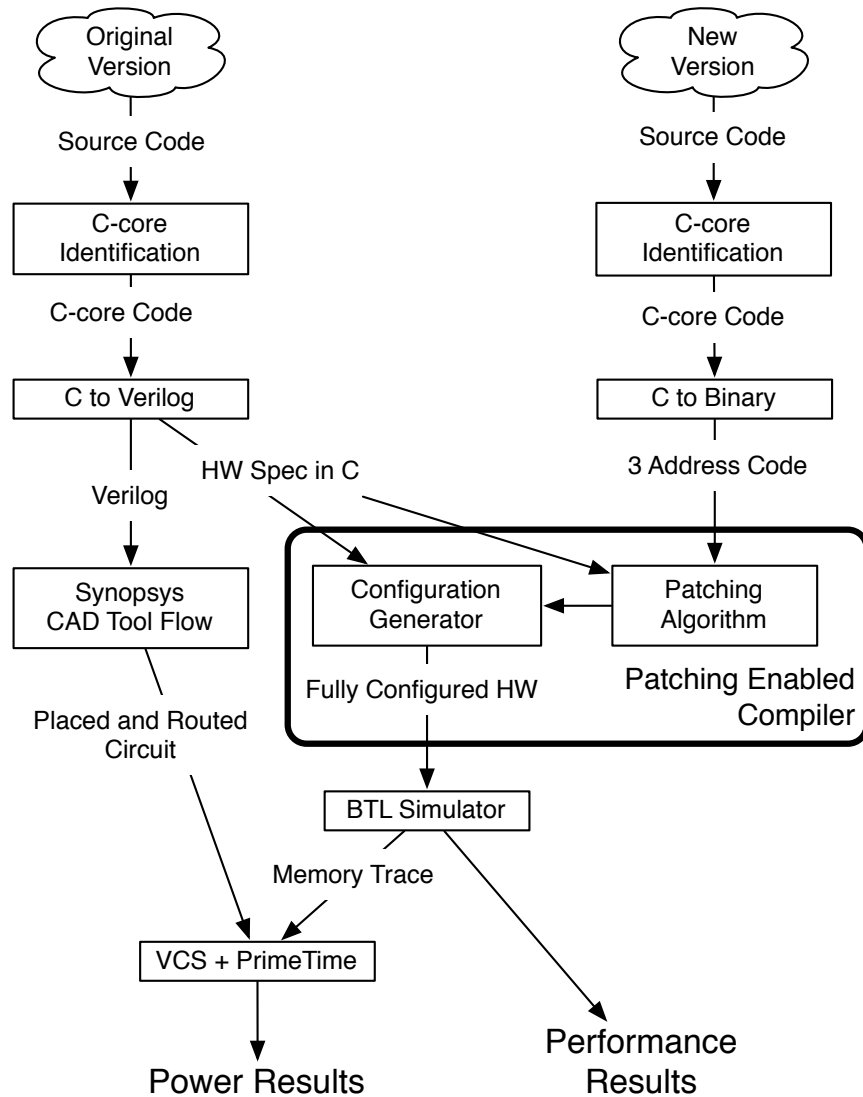 Original
Version
New
Version
Source Code
Source Code
C-core
Identification
C-core
Identification
C-core Code
C-core Code
C to Verilog
C to Binary
HW Spec in C
3 Address Code
Verilog
Synopsys
CAD Tool Flow
Configuration
Generator
Patching
Algorithm
Fully Configured HW
Patching Enabled
Compiler
Placed and Routed
Circuit
BTL Simulator
Memory Trace
VCS + PrimeTime
Power Results
Performance
Results